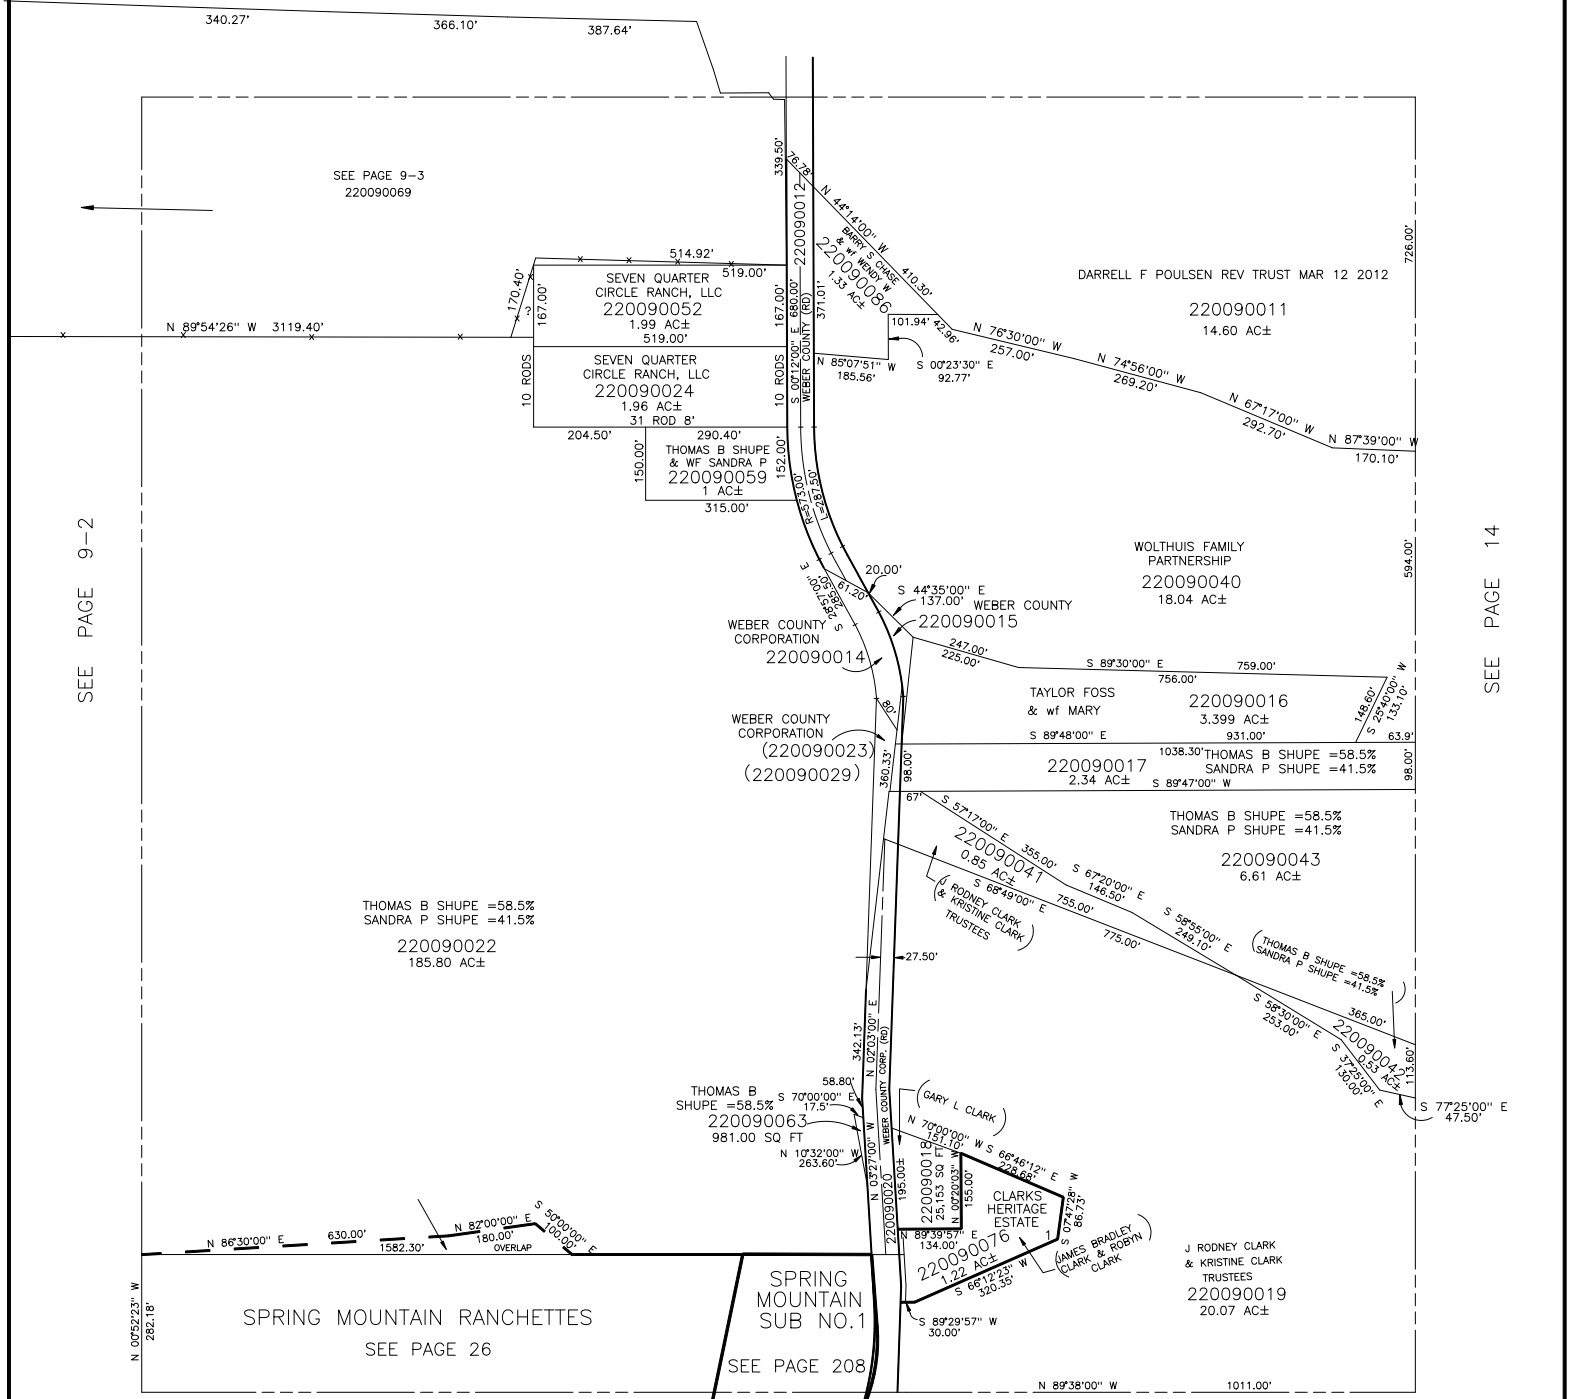 340.27'
366.10'
387.64'
SEE PAGE 9-3
220090069
339.50'
76.78'
N 44°14'00" W
410.30'
220090012
BARRY S CHASE
& wf WENDY W
220090086
1.33 AC±
726.00'
DARRELL F POULSEN REV TRUST MAR 12 2012
220090011
14.60 AC±
514.92'
519.00'
170.40'
?
167.00'
SEVEN QUARTER
CIRCLE RANCH, LLC
220090052
1.99 AC±
519.00'
167.00'
S 00°12'00" E 680.00'
WEBER COUNTY (RD)
371.01'
101.94'
42.96'
N 89°54'26" W 3119.40'
N 76°30'00" W
257.00'
N 85°07'51" W
185.56'
S 00°23'30" E
92.77'
N 74°56'00" W
269.20'
N 67°17'00" W
292.70'
N 87°39'00" W
170.10'
10 RODS
SEVEN QUARTER
CIRCLE RANCH, LLC
220090024
1.96 AC±
31 ROD 8'
10 RODS
204.50'
290.40'
150.00'
THOMAS B SHUPE
& WF SANDRA P
220090059
1 AC±
152.00'
315.00'
R=573.00'
L=287.50'
SEE PAGE 9-2
SEE PAGE 14
WOLTHUIS FAMILY
PARTNERSHIP
220090040
18.04 AC±
594.00'
S 28°57'00" E
285.50'
61.20'
20.00'
S 44°35'00" E
137.00'
WEBER COUNTY
220090015
WEBER COUNTY
CORPORATION
220090014
247.00'
225.00'
S 89°30'00" E
759.00'
756.00'
TAYLOR FOSS
& wf MARY
220090016
3.399 AC±
148.60'
S 25°40'00" W
133.10'
80'
WEBER COUNTY
CORPORATION
(220090023)
(220090029)
S 89°48'00" E
931.00'
63.9'
360.33'
98.00'
1038.30'
THOMAS B SHUPE =58.5%
SANDRA P SHUPE =41.5%
220090017
2.34 AC±
S 89°47'00" W
98.00'
67'
S 57°17'00" E
355.00'
220090041
0.85 AC±
THOMAS B SHUPE =58.5%
SANDRA P SHUPE =41.5%
220090043
6.61 AC±
S 67°20'00" E
146.50'
S 68°49'00" E
755.00'
775.00'
(J RODNEY CLARK
& KRISTINE CLARK)
TRUSTEES
S 58°55'00" E
249.10'
THOMAS B SHUPE =58.5%
SANDRA P SHUPE =41.5%
220090022
185.80 AC±
27.50'
(THOMAS B SHUPE =58.5%
SANDRA P SHUPE =41.5%)
365.00'
S 58°30'00" E
253.00'
220090042
0.53 AC±
S 37°25'00" E
130.00'
113.60'
S 77°25'00" E
47.50'
342.13'
N 02°03'00" E
WEBER COUNTY CORP. (RD)
58.80'
THOMAS B
SHUPE =58.5%
220090063
981.00 SQ FT
S 70°00'00" E
17.5'
N 10°32'00" W
263.60'
N 03°27'00" W
220090020
195.00±
(GARY L CLARK)
N 70°00'00" W
151.10'
220090018
25,153 SQ FT
N 00°20'03" W
155.00'
S 66°46'12" E
228.68'
CLARKS
HERITAGE
ESTATE
1
S 07°47'28" W
86.73'
N 89°39'57" E
134.00'
220090076
1.22 AC±
S 66°12'23" W
320.35'
(JAMES BRADLEY
CLARK & ROBYN
CLARK)
S 89°29'57" W
30.00'
J RODNEY CLARK
& KRISTINE CLARK
TRUSTEES
220090019
20.07 AC±
N 86°30'00" E
630.00'
1582.30'
N 82°00'00" E
180.00'
OVERLAP
S 50°00'00" E
100.00'
N 00°52'23" W
282.18'
SPRING MOUNTAIN RANCHETTES
SEE PAGE 26
SPRING
MOUNTAIN
SUB NO.1
SEE PAGE 208
N 89°38'00" W
1011.00'